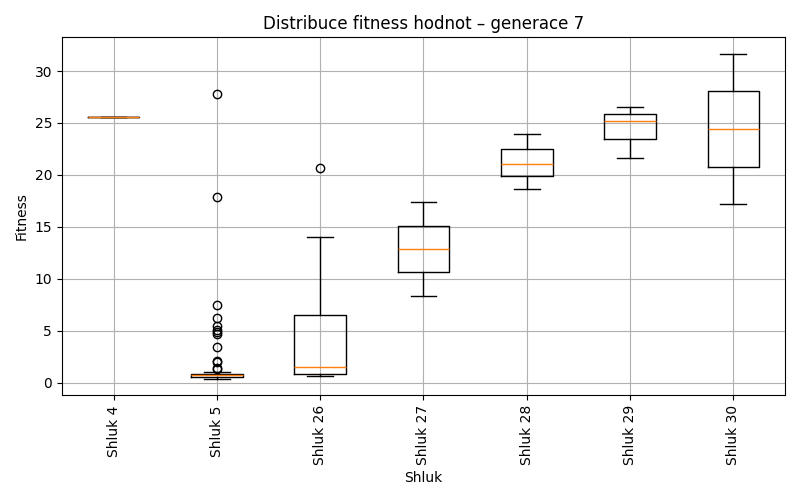 Distribuce fitness hodnot – generace 7
30
25
20
15
10
5
0
Fitness
Shluk 4
Shluk 5
Shluk 26
Shluk 27
Shluk 28
Shluk 29
Shluk 30
Shluk